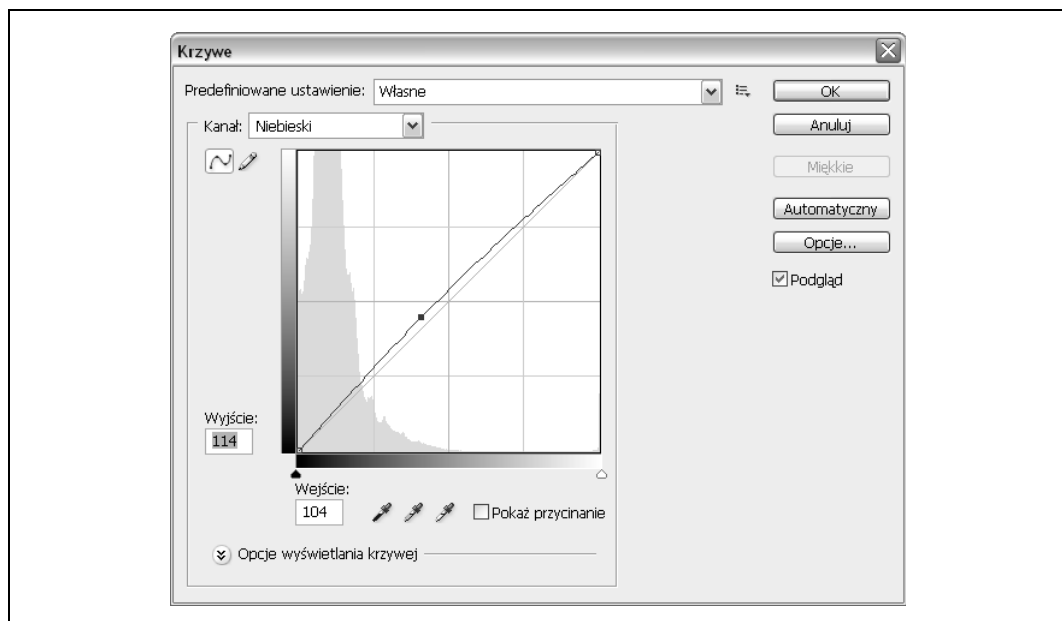 Krzywe
Predefiniowane ustawienie: Własne
OK
Kanał: Niebieski
Anuluj
Miękkie
Automatyczny
Opcje...
Podgląd
Wyjście:
114
Wejście:
104
Pokaż przycinanie
Opcje wyświetlania krzywej